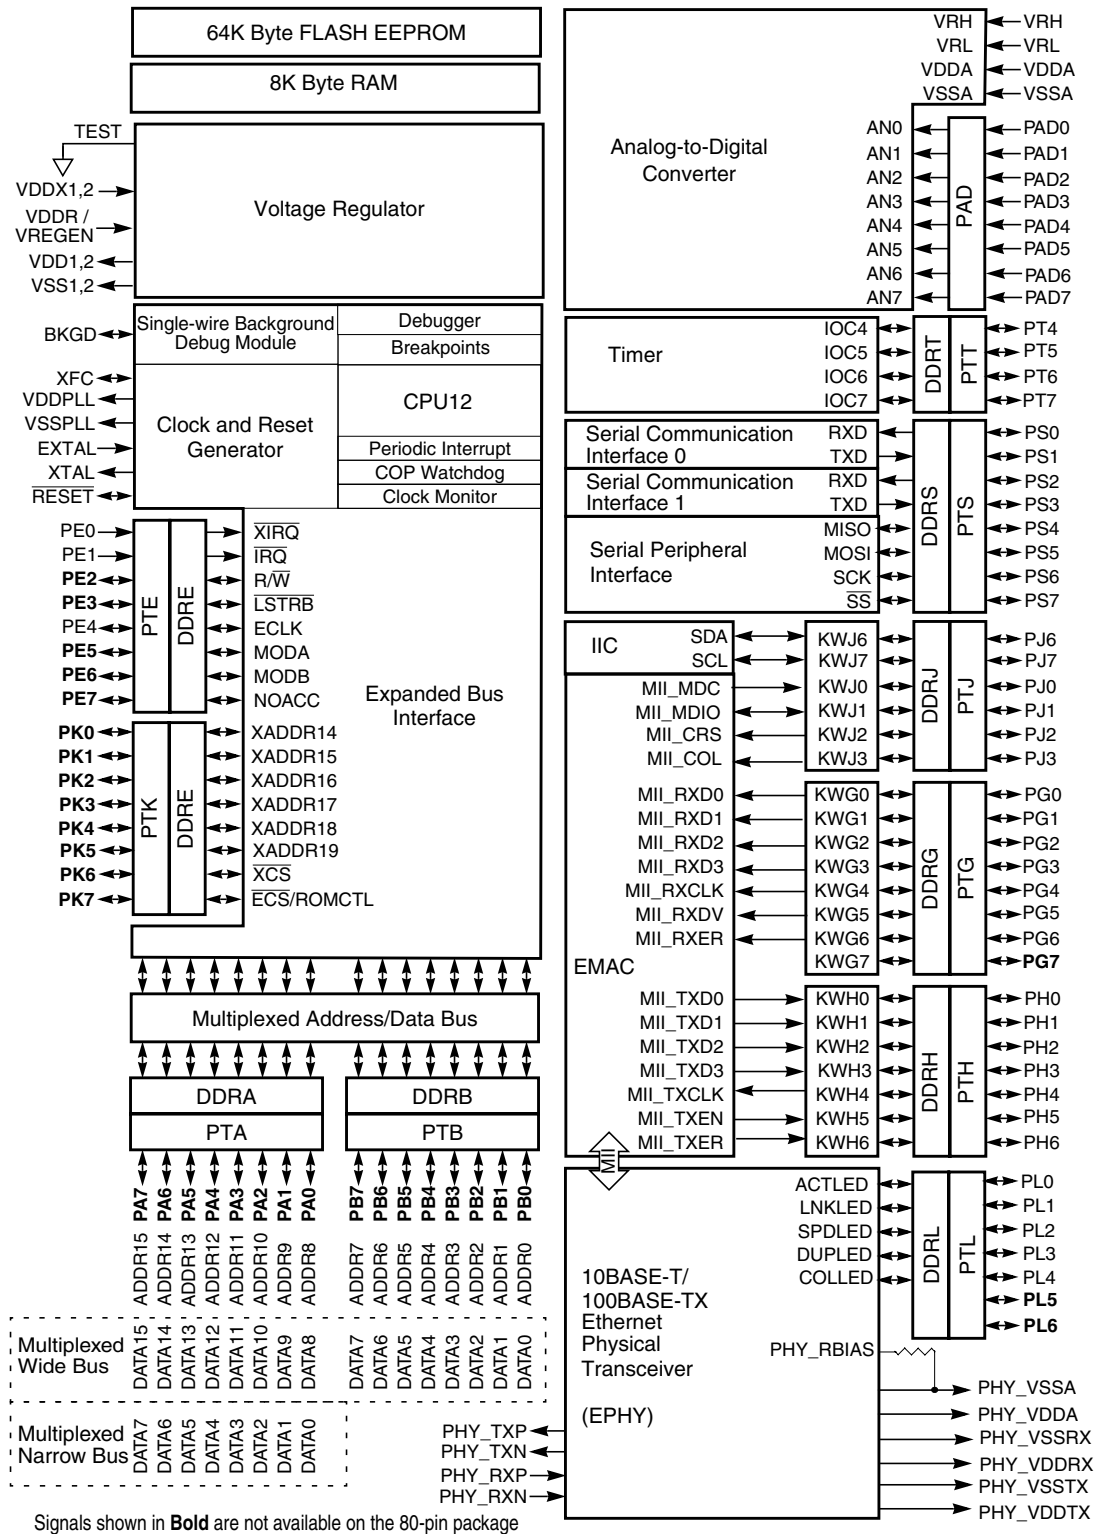 64K Byte FLASH EEPROM
8K Byte RAM
TEST
VDDX1,2
VDDR /
VREGEN
VDD1,2
VSS1,2
Voltage Regulator
BKGD
XFC
VDDPLL
VSSPLL
EXTAL
XTAL
RESET
Single-wire Background
Debug Module
Debugger
Breakpoints
Clock and Reset
Generator
CPU12
Periodic Interrupt
COP Watchdog
Clock Monitor
PE0
PE1
PE2
PE3
PE4
PE5
PE6
PE7
PTE
DDRE
XIRQ
IRQ
R/W
LSTRB
ECLK
MODA
MODB
NOACC
Expanded Bus
Interface
PK0
PK1
PK2
PK3
PK4
PK5
PK6
PK7
PTK
DDRE
XADDR14
XADDR15
XADDR16
XADDR17
XADDR18
XADDR19
XCS
ECS/ROMCTL
Multiplexed Address/Data Bus
DDRA
DDRB
PTA
PTB
PA7
PA6
PA5
PA4
PA3
PA2
PA1
PA0
PB7
PB6
PB5
PB4
PB3
PB2
PB1
PB0
ADDR15
ADDR14
ADDR13
ADDR12
ADDR11
ADDR10
ADDR9
ADDR8
ADDR7
ADDR6
ADDR5
ADDR4
ADDR3
ADDR2
ADDR1
ADDR0
Multiplexed
Wide Bus
DATA15
DATA14
DATA13
DATA12
DATA11
DATA10
DATA9
DATA8
DATA7
DATA6
DATA5
DATA4
DATA3
DATA2
DATA1
DATA0
Multiplexed
Narrow Bus
DATA7
DATA6
DATA5
DATA4
DATA3
DATA2
DATA1
DATA0
Analog-to-Digital
Converter
VRH
VRL
VDDA
VSSA
VRH
VRL
VDDA
VSSA
AN0
AN1
AN2
AN3
AN4
AN5
AN6
AN7
PAD
PAD0
PAD1
PAD2
PAD3
PAD4
PAD5
PAD6
PAD7
Timer
IOC4
IOC5
IOC6
IOC7
DDRT
PTT
PT4
PT5
PT6
PT7
Serial Communication
Interface 0
RXD
TXD
Serial Communication
Interface 1
RXD
TXD
Serial Peripheral
Interface
MISO
MOSI
SCK
SS
DDRS
PTS
PS0
PS1
PS2
PS3
PS4
PS5
PS6
PS7
IIC
SDA
SCL
EMAC
MII_MDC
MII_MDIO
MII_CRS
MII_COL
KWJ6
KWJ7
KWJ0
KWJ1
KWJ2
KWJ3
DDRJ
PTJ
PJ6
PJ7
PJ0
PJ1
PJ2
PJ3
MII_RXD0
MII_RXD1
MII_RXD2
MII_RXD3
MII_RXCLK
MII_RXDV
MII_RXER
KWG0
KWG1
KWG2
KWG3
KWG4
KWG5
KWG6
KWG7
DDRG
PTG
PG0
PG1
PG2
PG3
PG4
PG5
PG6
PG7
MII_TXD0
MII_TXD1
MII_TXD2
MII_TXD3
MII_TXCLK
MII_TXEN
MII_TXER
KWH0
KWH1
KWH2
KWH3
KWH4
KWH5
KWH6
DDRH
PTH
PH0
PH1
PH2
PH3
PH4
PH5
PH6
MII
10BASE-T/
100BASE-TX
Ethernet
Physical
Transceiver
(EPHY)
ACTLED
LNKLED
SPDLED
DUPLED
COLLED
DDRL
PTL
PL0
PL1
PL2
PL3
PL4
PL5
PL6
PHY_RBIAS
PHY_VSSA
PHY_VDDA
PHY_VSSRX
PHY_VDDRX
PHY_VSSTX
PHY_VDDTX
PHY_TXP
PHY_TXN
PHY_RXP
PHY_RXN
Signals shown in Bold are not available on the 80-pin package